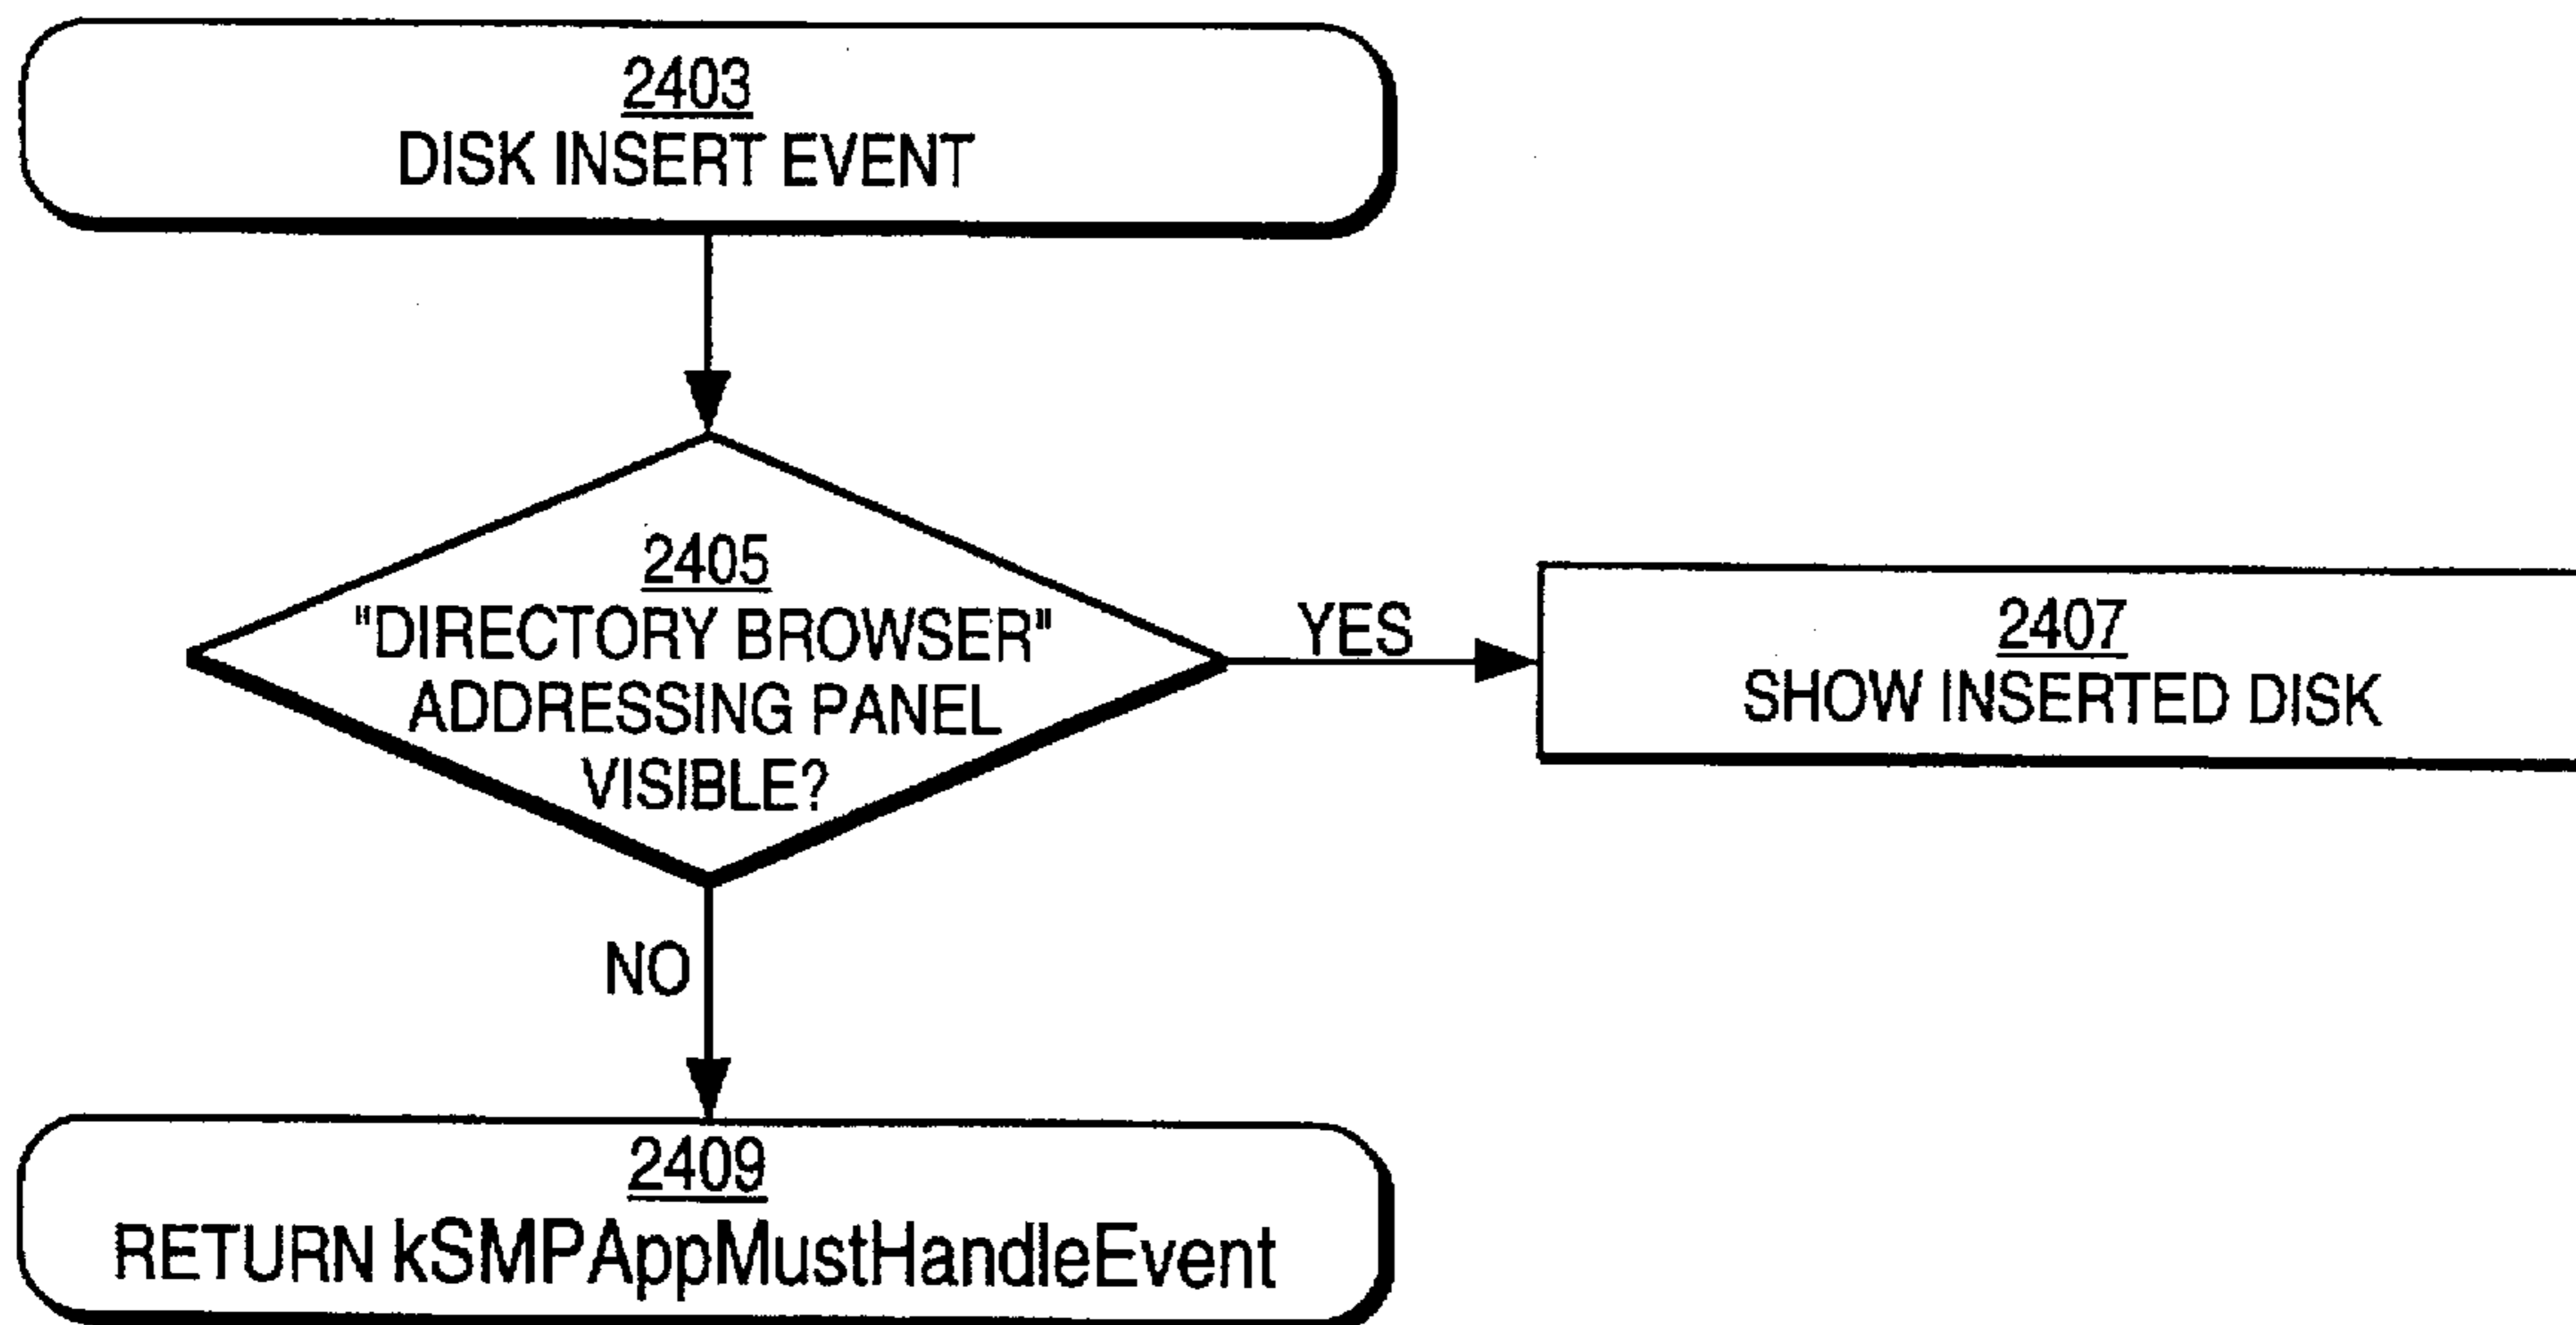 2403
DISK INSERT EVENT
2405
"DIRECTORY BROWSER"
ADDRESSING PANEL
VISIBLE?
YES
2407
SHOW INSERTED DISK
NO
2409
RETURN kSMPAppMustHandleEvent